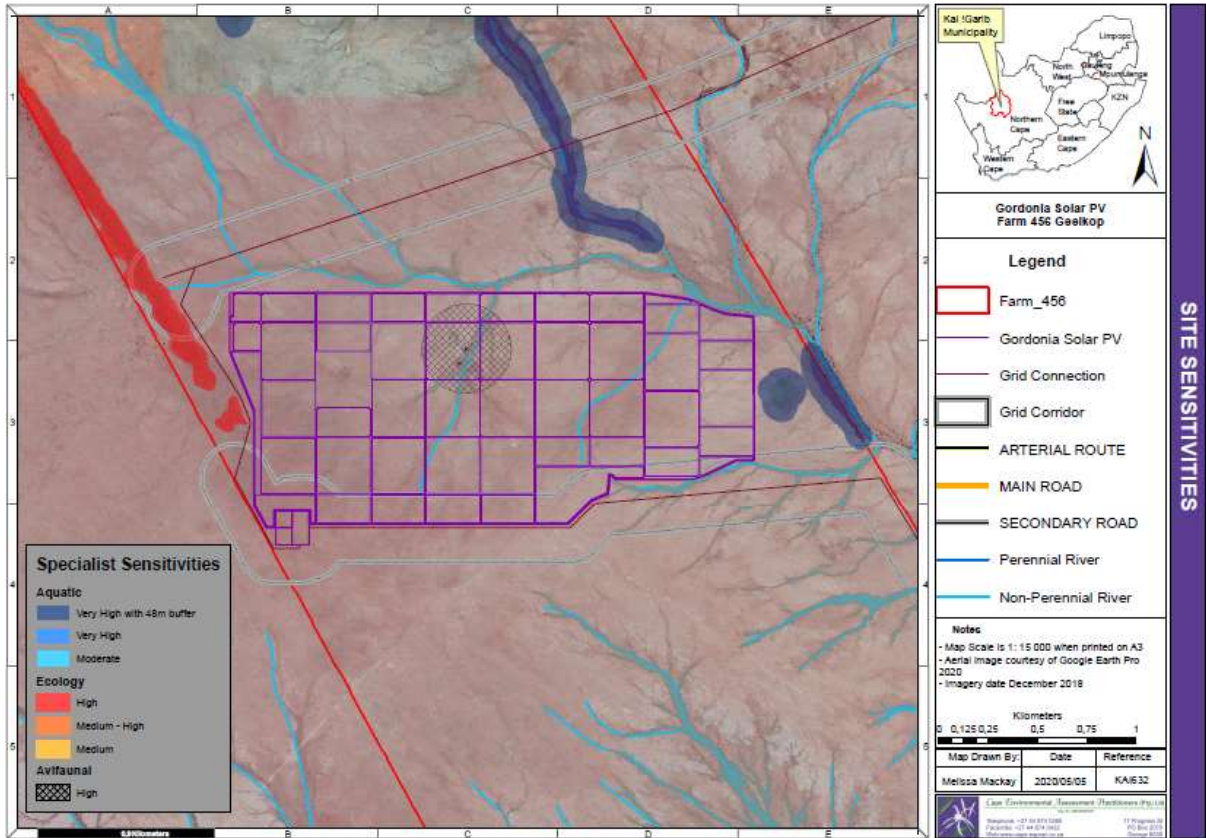 A B C D E
1
2
3
4
5
1
2
3
4
5
A B C D E
Specialist Sensitivities
Aquatic
Very High with 48m buffer
Very High
Moderate
Ecology
High
Medium - High
Medium
Avifaunal
High
Kai !Garib
Municipality
Limpopo
North
West
Gauteng
Mpumalanga
Free
State
KZN
Northern
Cape
Eastern
Cape
Western
Cape
N
Gordonia Solar PV
Farm 456 Geelkop
Legend
Farm_456
Gordonia Solar PV
Grid Connection
Grid Corridor
ARTERIAL ROUTE
MAIN ROAD
SECONDARY ROAD
Perennial River
Non-Perennial River
Notes
- Map Scale is 1: 15 000 when printed on A3
- Aerial Image courtesy of Google Earth Pro
2020
- Imagery date December 2018
Kilometers
0 0,125 0,25 0,5 0,75 1
Map Drawn By: Date Reference
Melissa Mackay 2020/05/05 KAI632
Cape Environmental Assessment Practitioners (Pty) Ltd
SITE SENSITIVITIES